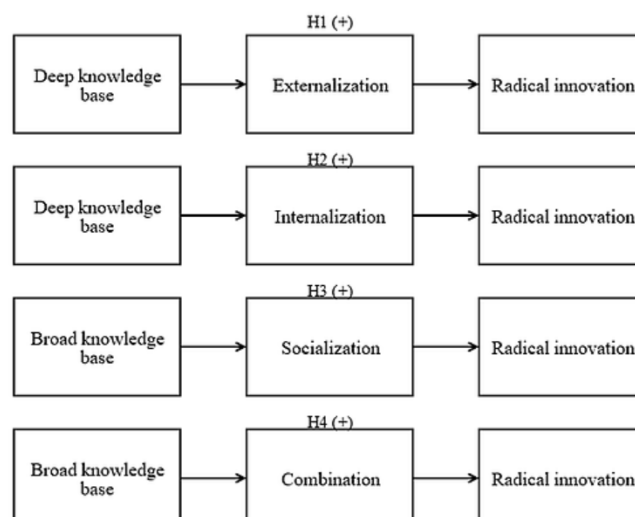 H1 (+)
Deep knowledge
base
Externalization
Radical innovation
H2 (+)
Deep knowledge
base
Internalization
Radical innovation
H3 (+)
Broad knowledge
base
Socialization
Radical innovation
H4 (+)
Broad knowledge
base
Combination
Radical innovation